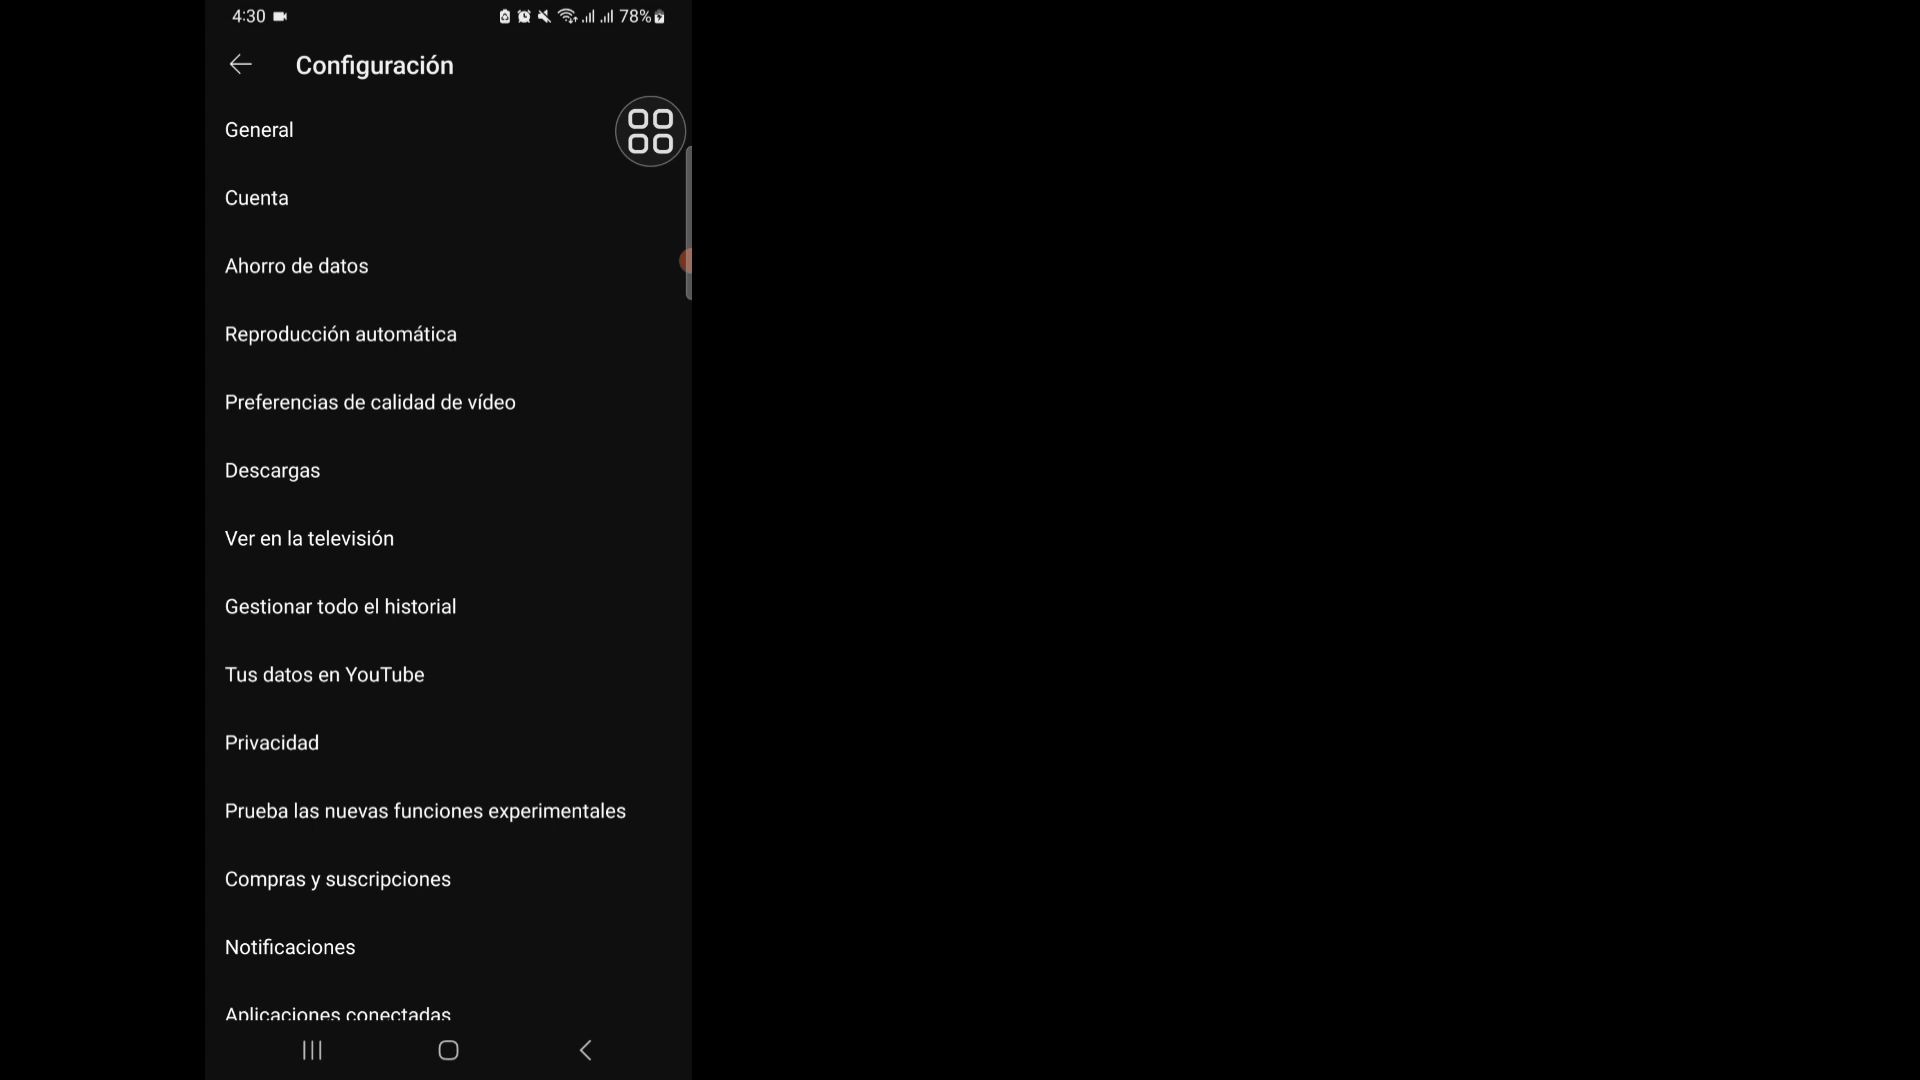 4:30 78%
Configuración
General
Cuenta
Ahorro de datos
Reproducción automática
Preferencias de calidad de vídeo
Descargas
Ver en la televisión
Gestionar todo el historial
Tus datos en YouTube
Privacidad
Prueba las nuevas funciones experimentales
Compras y suscripciones
Notificaciones
Aplicaciones conectadas